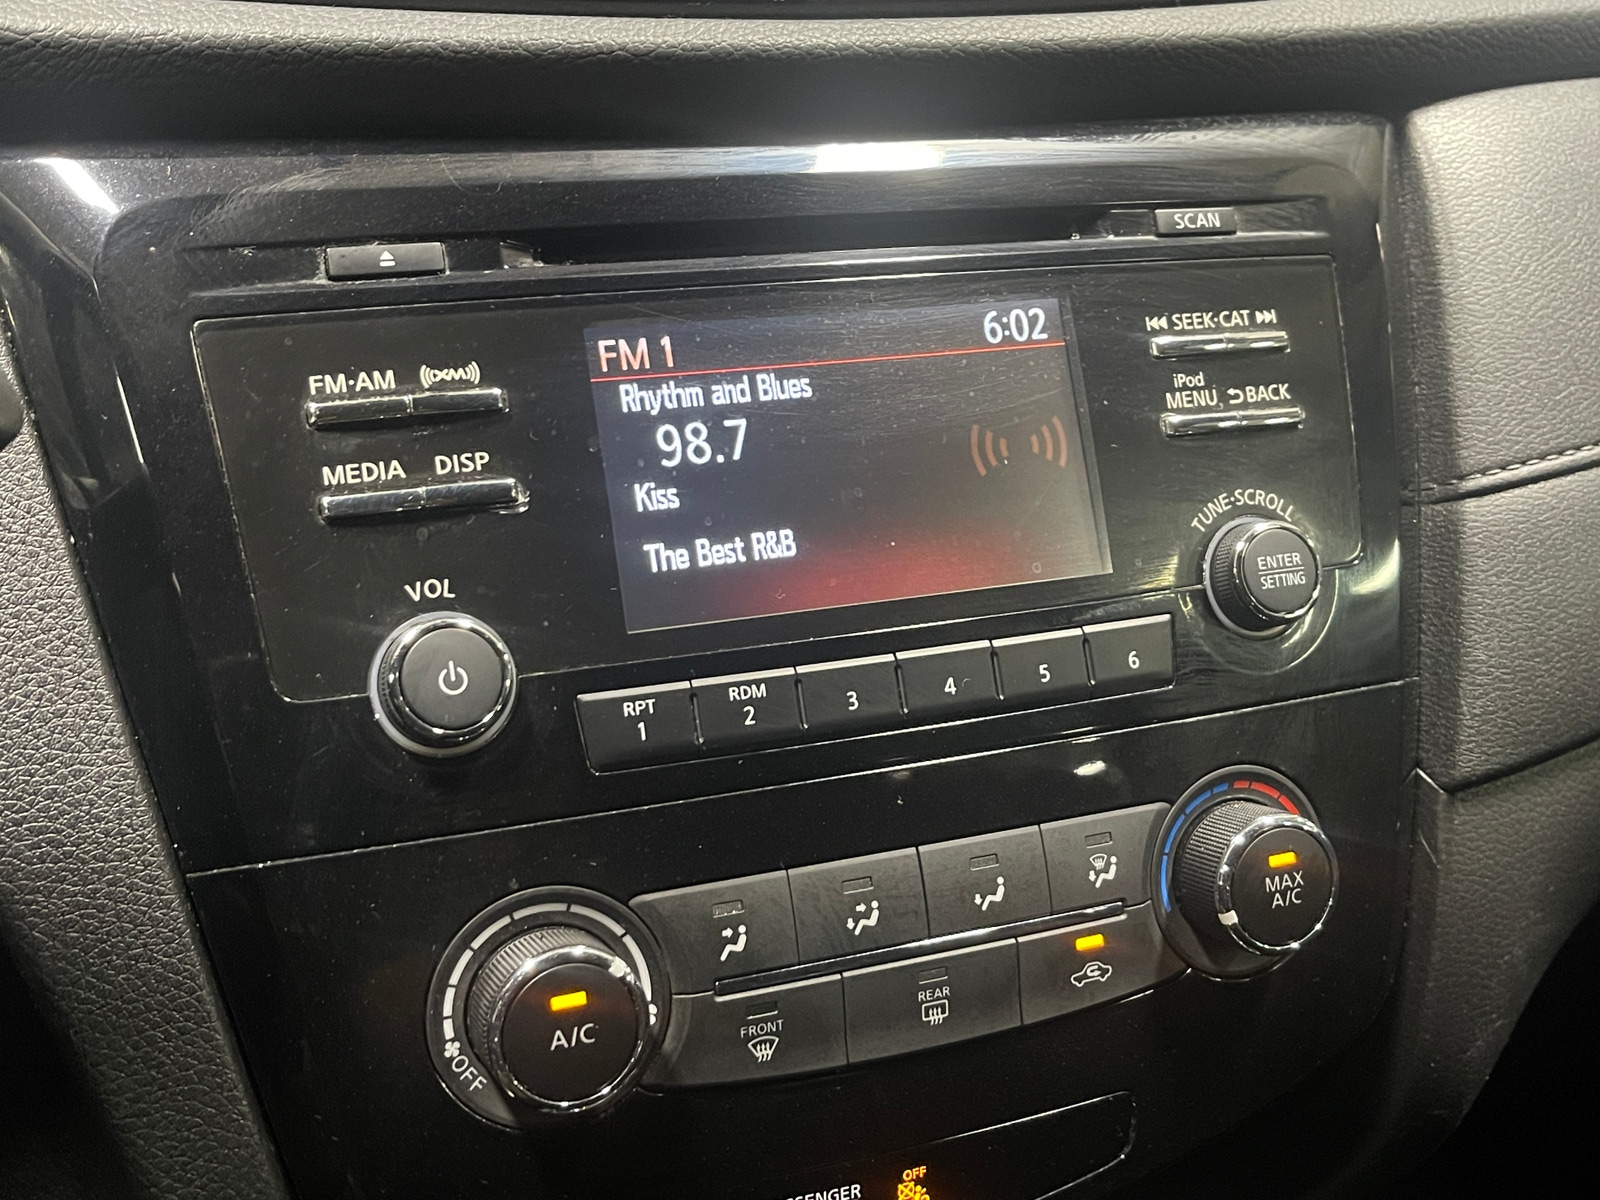 SCAN
FM 1 6:02
Rhythm and Blues
98.7
Kiss
The Best R&B
FM·AM ((XM))
MEDIA DISP
VOL
SEEK·CAT
iPod
MENU BACK
TUNE·SCROLL
ENTER
SETTING
RPT
1
RDM
2
3
4
5
6
A/C
OFF
FRONT
REAR
MAX
A/C
OFF